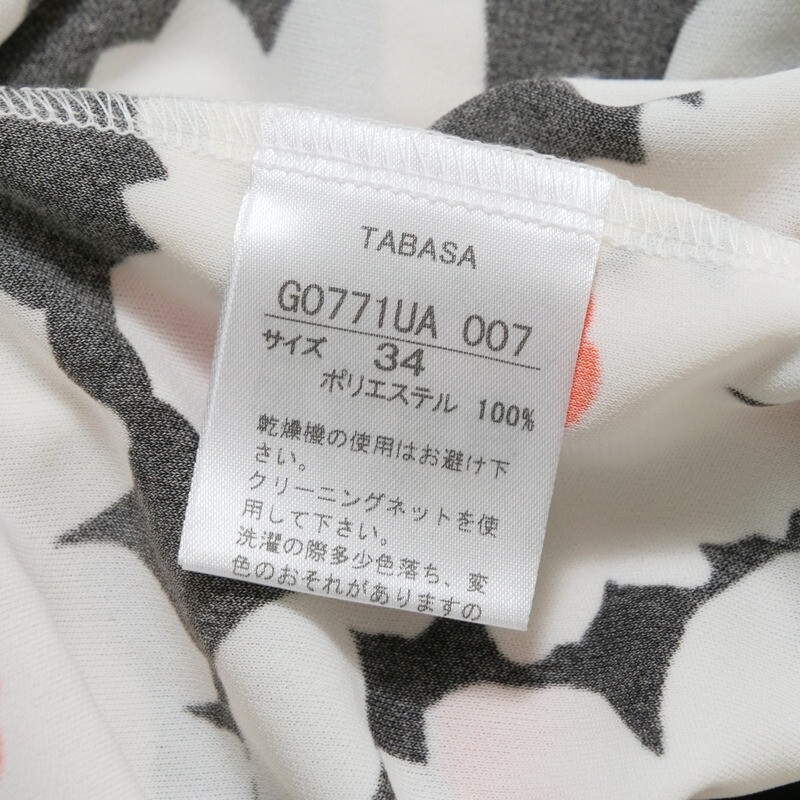 TABASA
G0771UA 007
サイズ 34
ポリエステル 100%
乾燥機の使用はお避け下
さい。
クリーニングネットを使
用して下さい。
洗濯の際多少色落ち、変
色のおそれがありますの